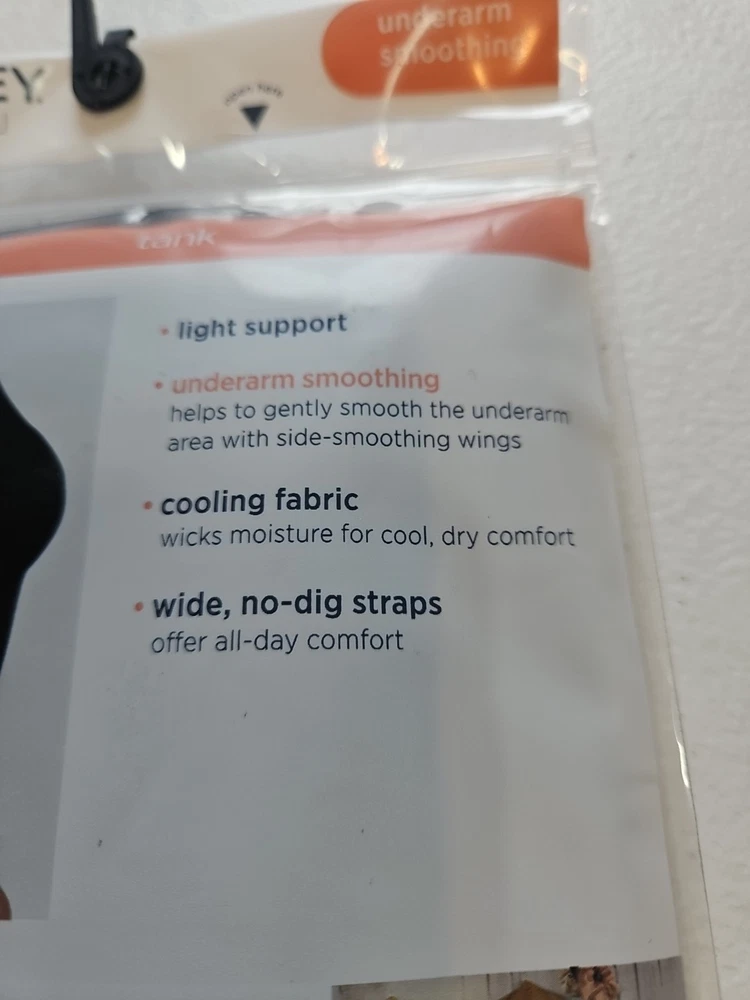 EY.
underarm
smoothing
tank
• light support
• underarm smoothing
helps to gently smooth the underarm
area with side-smoothing wings
• cooling fabric
wicks moisture for cool, dry comfort
• wide, no-dig straps
offer all-day comfort